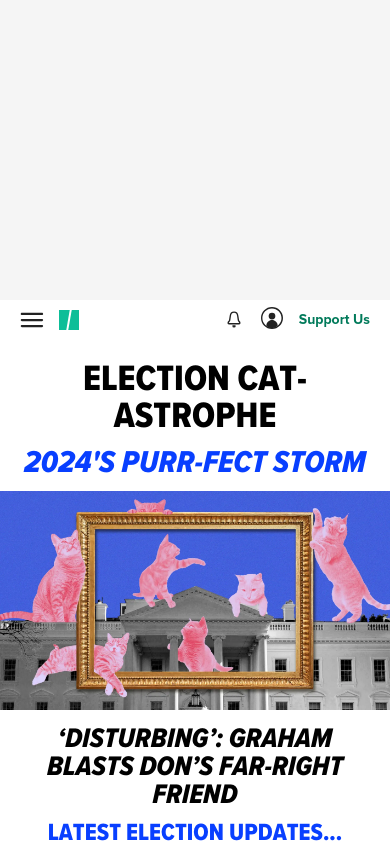 Support Us
ELECTION CAT-
ASTROPHE
2024'S PURR-FECT STORM
‘DISTURBING’: GRAHAM
BLASTS DON’S FAR-RIGHT
FRIEND
LATEST ELECTION UPDATES...